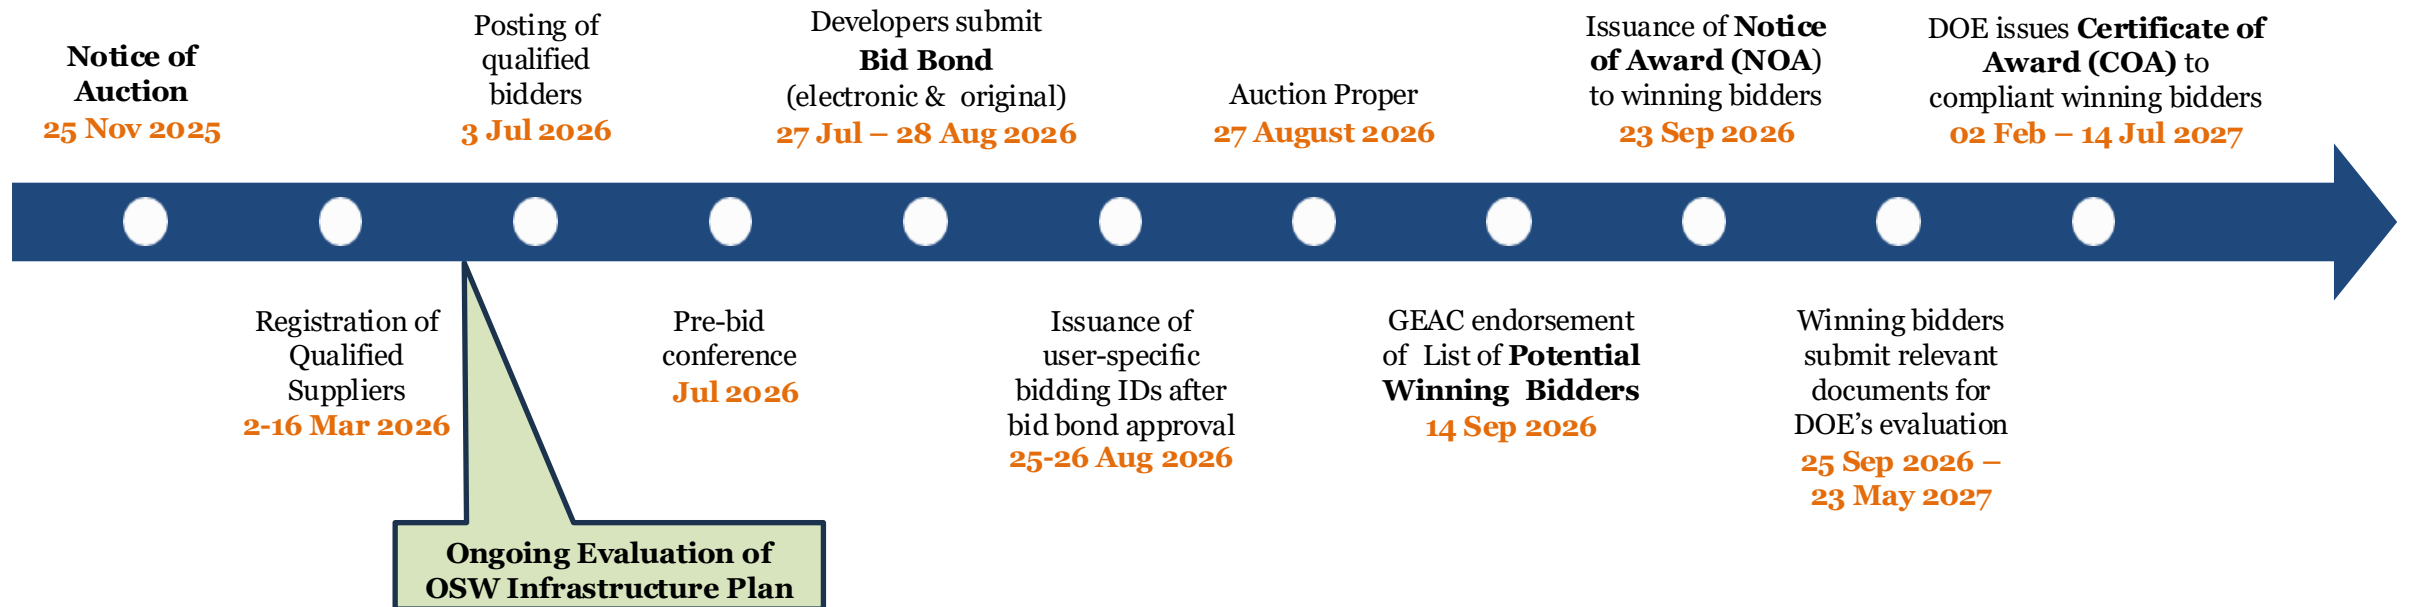 Notice of
Auction
25 Nov 2025
Registration of
Qualified
Suppliers
2-16 Mar 2026
Ongoing Evaluation of
OSW Infrastructure Plan
Posting of
qualified
bidders
3 Jul 2026
Pre-bid
conference
Jul 2026
Developers submit
Bid Bond
(electronic & original)
27 Jul – 28 Aug 2026
Issuance of
user-specific
bidding IDs after
bid bond approval
25-26 Aug 2026
Auction Proper
27 August 2026
GEAC endorsement
of List of Potential
Winning Bidders
14 Sep 2026
Issuance of Notice
of Award (NOA)
to winning bidders
23 Sep 2026
Winning bidders
submit relevant
documents for
DOE’s evaluation
25 Sep 2026 –
23 May 2027
DOE issues Certificate of
Award (COA) to
compliant winning bidders
02 Feb – 14 Jul 2027